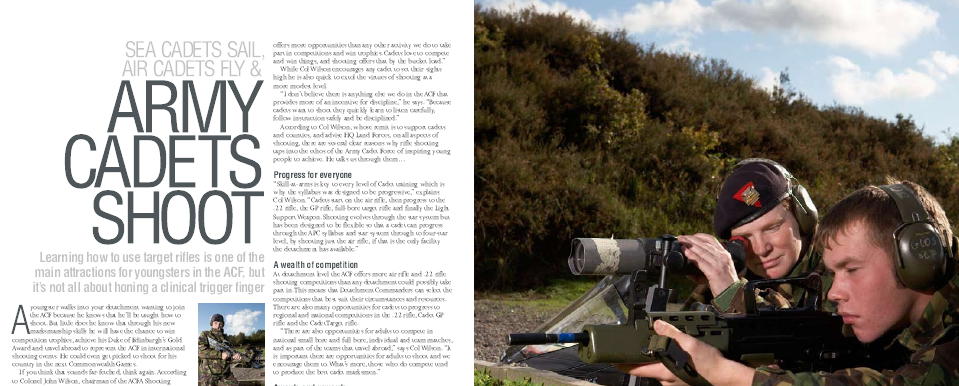 SEA CADETS SAIL,
AIR CADETS FLY &
ARMY
CADETS
SHOOT
Learning how to use target rifles is one of the
main attractions for youngsters in the ACF, but
it's not all about honing a clinical trigger finger
A youngster walks into your detachment wanting to join
the ACF because he knows that he'll be taught how to
shoot. But little does he know that through his new
marksmanship skills he will have the chance to win
competition trophies, achieve his Duke of Edinburgh's Gold
Award and travel abroad to represent the ACF in international
shooting events. He could even get picked to shoot for his
country in the next Commonwealth Games.
If you think that sounds far-fetched, think again. According
to Colonel John Wilson, chairman of the ACFA Shooting
offers more opportunities than any other activity we do to take
part in competitions and win trophies. Cadets love to compete
and win things, and shooting offers that by the bucket load."
While Col Wilson encourages any cadet to set their sights
high he is also quick to extol the virtues of shooting at a
more modest level.
"I don't believe there is anything else we do in the ACF that
provides more of an incentive for discipline," he says. "Because
cadets want to shoot they quickly learn to listen carefully,
follow instruction safely and be disciplined."
According to Col Wilson, whose remit is to support cadets
and counties, and advise HQ Land Forces, on all aspects of
shooting, there are several clear reasons why rifle shooting
taps into the ethos of the Army Cadet Force of inspiring young
people to achieve. He talks us through them…
Progress for everyone
"Skill-at-arms is key to every level of Cadet training which is
why the syllabus was designed to be progressive," explains
Col Wilson. "Cadets start on the air rifle, then progress to the
.22 rifle, the GP rifle, full-bore target rifle and finally the Light
Support Weapon. Shooting evolves through the star system but
has been designed to be flexible so that a cadet can progress
through the APC syllabus and star system through to four-star
level, by shooting just the air rifle, if that is the only facility
the detachment has available."
A wealth of competition
At detachment level the ACF offers more air rifle and .22 rifle
shooting competitions than any detachment could possibly take
part in. This means that Detachment Commanders can select the
competitions that best suit their circumstances and resources.
There are also many opportunities for cadets to progress to
regional and national competitions in the .22 rifle, Cadet GP
rifle and the Cadet Target rifle.
"There are also opportunities for adults to compete in
national small bore and full bore, individual and team matches,
and as part of the teams that travel abroad," says Col Wilson. "It
is important there are opportunities for adults to shoot and we
encourage them to. What's more, those who do compete tend
to produce the best cadet marksmen."